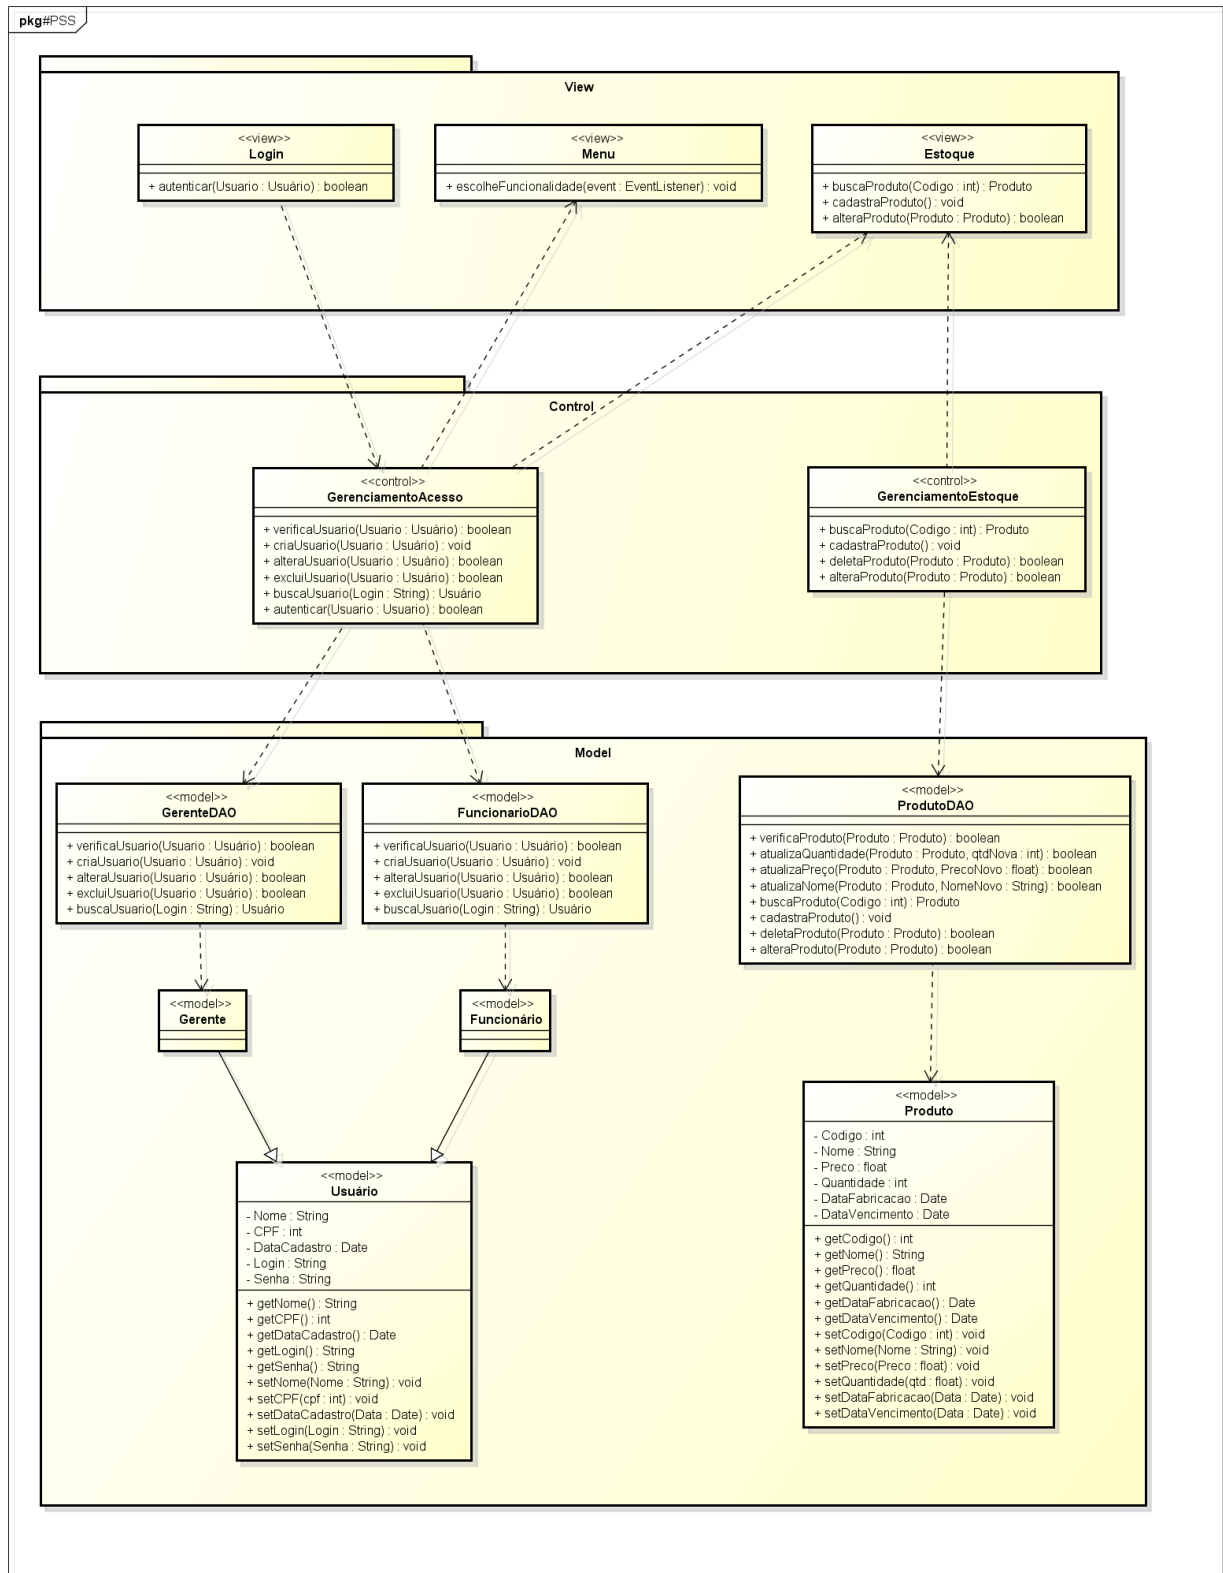 pkg#PSS
View
<<view>>
Login
+ autenticar(Usuario : Usuário) : boolean
<<view>>
Menu
+ escolheFuncionalidade(event : EventListener) : void
<<view>>
Estoque
+ buscaProduto(Codigo : int) : Produto
+ cadastraProduto() : void
+ alteraProduto(Produto : Produto) : boolean
Control
<<control>>
GerenciamentoAcesso
+ verificaUsuario(Usuario : Usuário) : boolean
+ criaUsuario(Usuario : Usuário) : void
+ alteraUsuario(Usuario : Usuário) : boolean
+ excluiUsuario(Usuario : Usuário) : boolean
+ buscaUsuario(Login : String) : Usuário
+ autenticar(Usuario : Usuario) : boolean
<<control>>
GerenciamentoEstoque
+ buscaProduto(Codigo : int) : Produto
+ cadastraProduto() : void
+ deletaProduto(Produto : Produto) : boolean
+ alteraProduto(Produto : Produto) : boolean
Model
<<model>>
GerenteDAO
+ verificaUsuario(Usuario : Usuário) : boolean
+ criaUsuario(Usuario : Usuário) : void
+ alteraUsuario(Usuario : Usuário) : boolean
+ excluiUsuario(Usuario : Usuário) : boolean
+ buscaUsuario(Login : String) : Usuário
<<model>>
FuncionarioDAO
+ verificaUsuario(Usuario : Usuário) : boolean
+ criaUsuario(Usuario : Usuário) : void
+ alteraUsuario(Usuario : Usuário) : boolean
+ excluiUsuario(Usuario : Usuário) : boolean
+ buscaUsuario(Login : String) : Usuário
<<model>>
ProdutoDAO
+ verificaProduto(Produto : Produto) : boolean
+ atualizaQuantidade(Produto : Produto, qtdNova : int) : boolean
+ atualizaPreço(Produto : Produto, PrecoNovo : float) : boolean
+ atualizaNome(Produto : Produto, NomeNovo : String) : boolean
+ buscaProduto(Codigo : int) : Produto
+ cadastraProduto() : void
+ deletaProduto(Produto : Produto) : boolean
+ alteraProduto(Produto : Produto) : boolean
<<model>>
Gerente
<<model>>
Funcionário
<<model>>
Usuário
- Nome : String
- CPF : int
- DataCadastro : Date
- Login : String
- Senha : String
+ getNome() : String
+ getCPF() : int
+ getDataCadastro() : Date
+ getLogin() : String
+ getSenha() : String
+ setNome(Nome : String) : void
+ setCPF(cpf : int) : void
+ setDataCadastro(Data : Date) : void
+ setLogin(Login : String) : void
+ setSenha(Senha : String) : void
<<model>>
Produto
- Codigo : int
- Nome : String
- Preco : float
- Quantidade : int
- DataFabricacao : Date
- DataVencimento : Date
+ getCodigo() : int
+ getNome() : String
+ getPreco() : float
+ getQuantidade() : int
+ getDataFabricacao() : Date
+ getDataVencimento() : Date
+ setCodigo(Codigo : int) : void
+ setNome(Nome : String) : void
+ setPreco(Preco : float) : void
+ setQuantidade(qtd : float) : void
+ setDataFabricacao(Data : Date) : void
+ setDataVencimento(Data : Date) : void